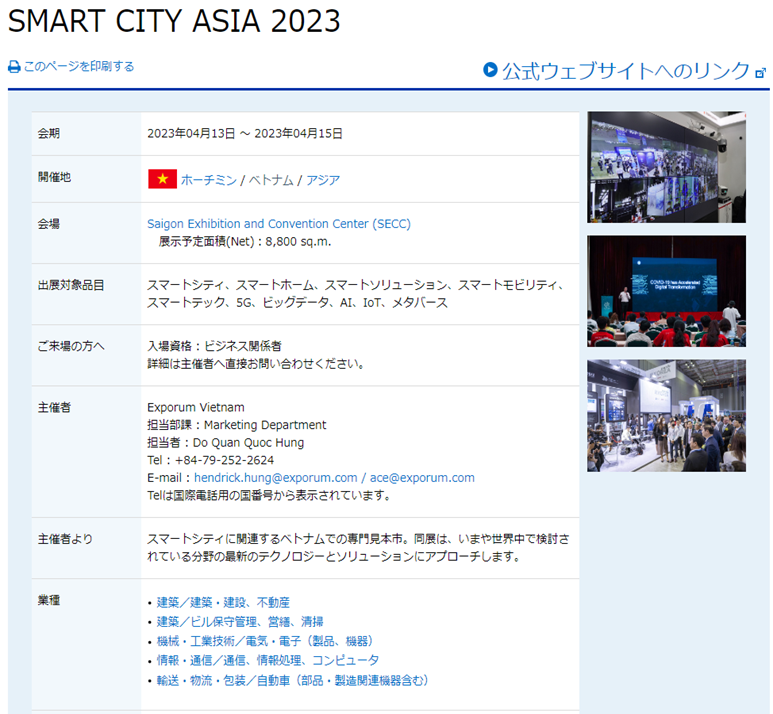 SMART CITY ASIA 2023
このページを印刷する
公式ウェブサイトへのリンク
会期
2023年04月13日 ～ 2023年04月15日
開催地
ホーチミン / ベトナム / アジア
会場
Saigon Exhibition and Convention Center (SECC)
展示予定面積(Net)：8,800 sq.m.
出展対象品目
スマートシティ、スマートホーム、スマートソリューション、スマートモビリティ、
スマートテック、5G、ビッグデータ、AI、IoT、メタバース
ご来場の方へ
入場資格：ビジネス関係者
詳細は主催者へ直接お問い合わせください。
主催者
Exporum Vietnam
担当部課：Marketing Department
担当者：Do Quan Quoc Hung
Tel：+84-79-252-2624
E-mail：hendrick.hung@exporum.com / ace@exporum.com
Telは国際電話用の国番号から表示されています。
主催者より
スマートシティに関連するベトナムでの専門見本市。同展は、いまや世界中で検討さ
れている分野の最新のテクノロジーとソリューションにアプローチします。
業種
• 建築／建築・建設、不動産
• 建築／ビル保守管理、営繕、清掃
• 機械・工業技術／電気・電子（製品、機器）
• 情報・通信／通信、情報処理、コンピュータ
• 輸送・物流・包装／自動車（部品・製造関連機器含む）
COVID-19 has Accelerated
Digital Transformation